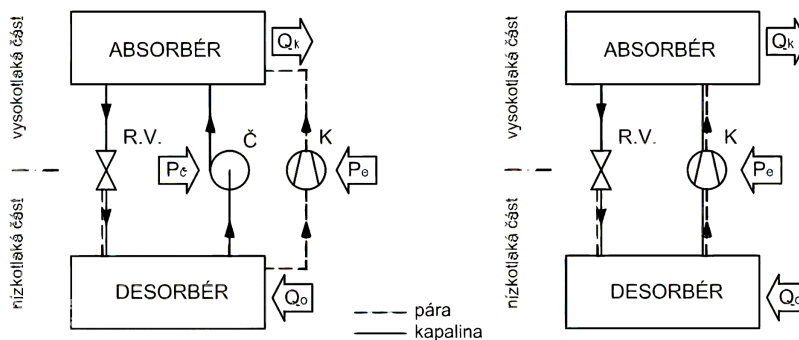 vysokotlaká část
ABSORBÉR
Qk
R.V.
Č
K
Pč
Pe
nízkotlaká část
DESORBÉR
Qo
pára
kapalina
vysokotlaká část
ABSORBÉR
Qk
R.V.
K
Pe
nízkotlaká část
DESORBÉR
Qo